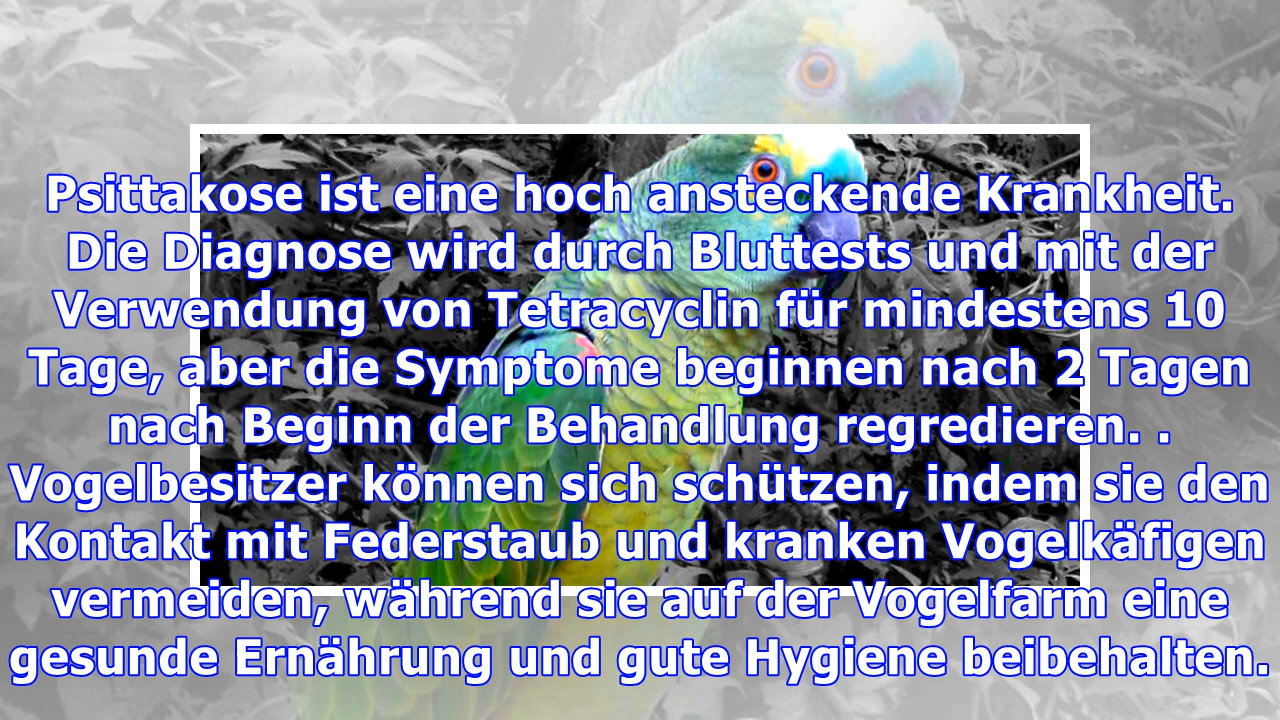 Psittakose ist eine hoch ansteckende Krankheit.
Die Diagnose wird durch Bluttests und mit der
Verwendung von Tetracyclin für mindestens 10
Tage, aber die Symptome beginnen nach 2 Tagen
nach Beginn der Behandlung regredieren. .
Vogelbesitzer können sich schützen, indem sie den
Kontakt mit Federstaub und kranken Vogelkäfigen
vermeiden, während sie auf der Vogelfarm eine
gesunde Ernährung und gute Hygiene beibehalten.